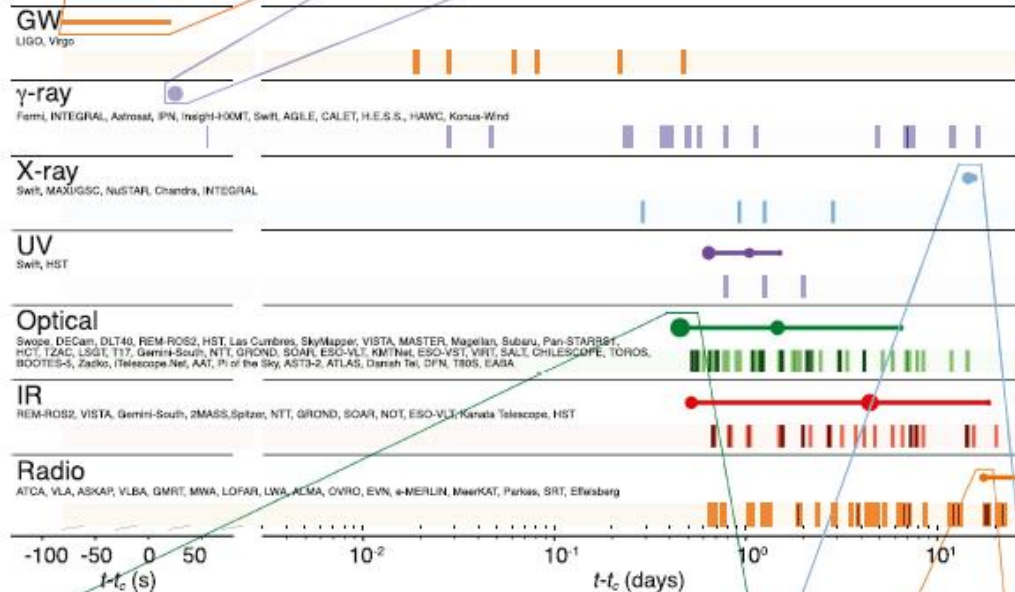 GW
LIGO, Virgo
γ-ray
Fermi, INTEGRAL, Astrosat, IPN, Insight-HXMT, Swift, AGILE, CALET, H.E.S.S., HAWC, Konus-Wind
X-ray
Swift, MAXI/GSC, NuSTAR, Chandra, INTEGRAL
UV
Swift, HST
Optical
Swope, DECam, DLT40, REM-ROS2, HST, Las Cumbres, SkyMapper, VISTA, MASTER, Magellan, Subaru, Pan-STARRS1,
HCT, TZAC, LSGT, T17, Gemini-South, NTT, GROND, SOAR, ESO-VLT, KMTNet, ESO-VST, VIRT, SALT, CHILESCOPE, TOROS,
BOOTES-5, Zadko, iTelescope.Net, AAT, Pi of the Sky, AST3-2, ATLAS, Danish Tel, DFN, T80S, EABA
IR
REM-ROS2, VISTA, Gemini-South, 2MASS,Spitzer, NTT, GROND, SOAR, NOT, ESO-VLT, Kanata Telescope, HST
Radio
ATCA, VLA, ASKAP, VLBA, GMRT, MWA, LOFAR, LWA, ALMA, OVRO, EVN, e-MERLIN, MeerKAT, Parkes, SRT, Effelsberg
-100 -50 0 50 10⁻² 10⁻¹ 10⁰ 10¹
t-t_c (s) t-t_c (days)